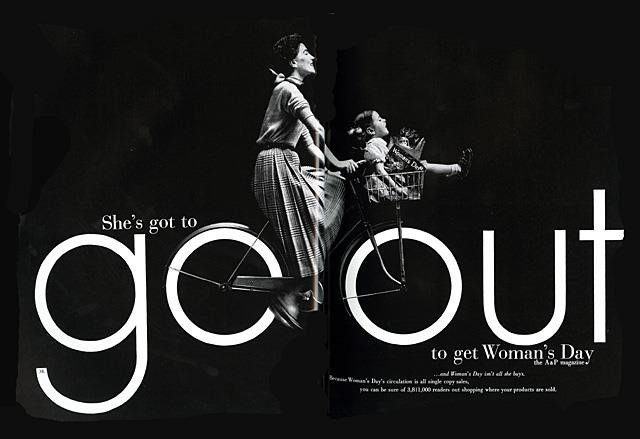 She's got to
go out
Woman's Day
to get Woman's Day
the A&P magazine
...and Woman's Day isn't all she buys.
Because Woman's Day's circulation is all single copy sales,
you can be sure of 3,811,000 readers out shopping where your products are sold.